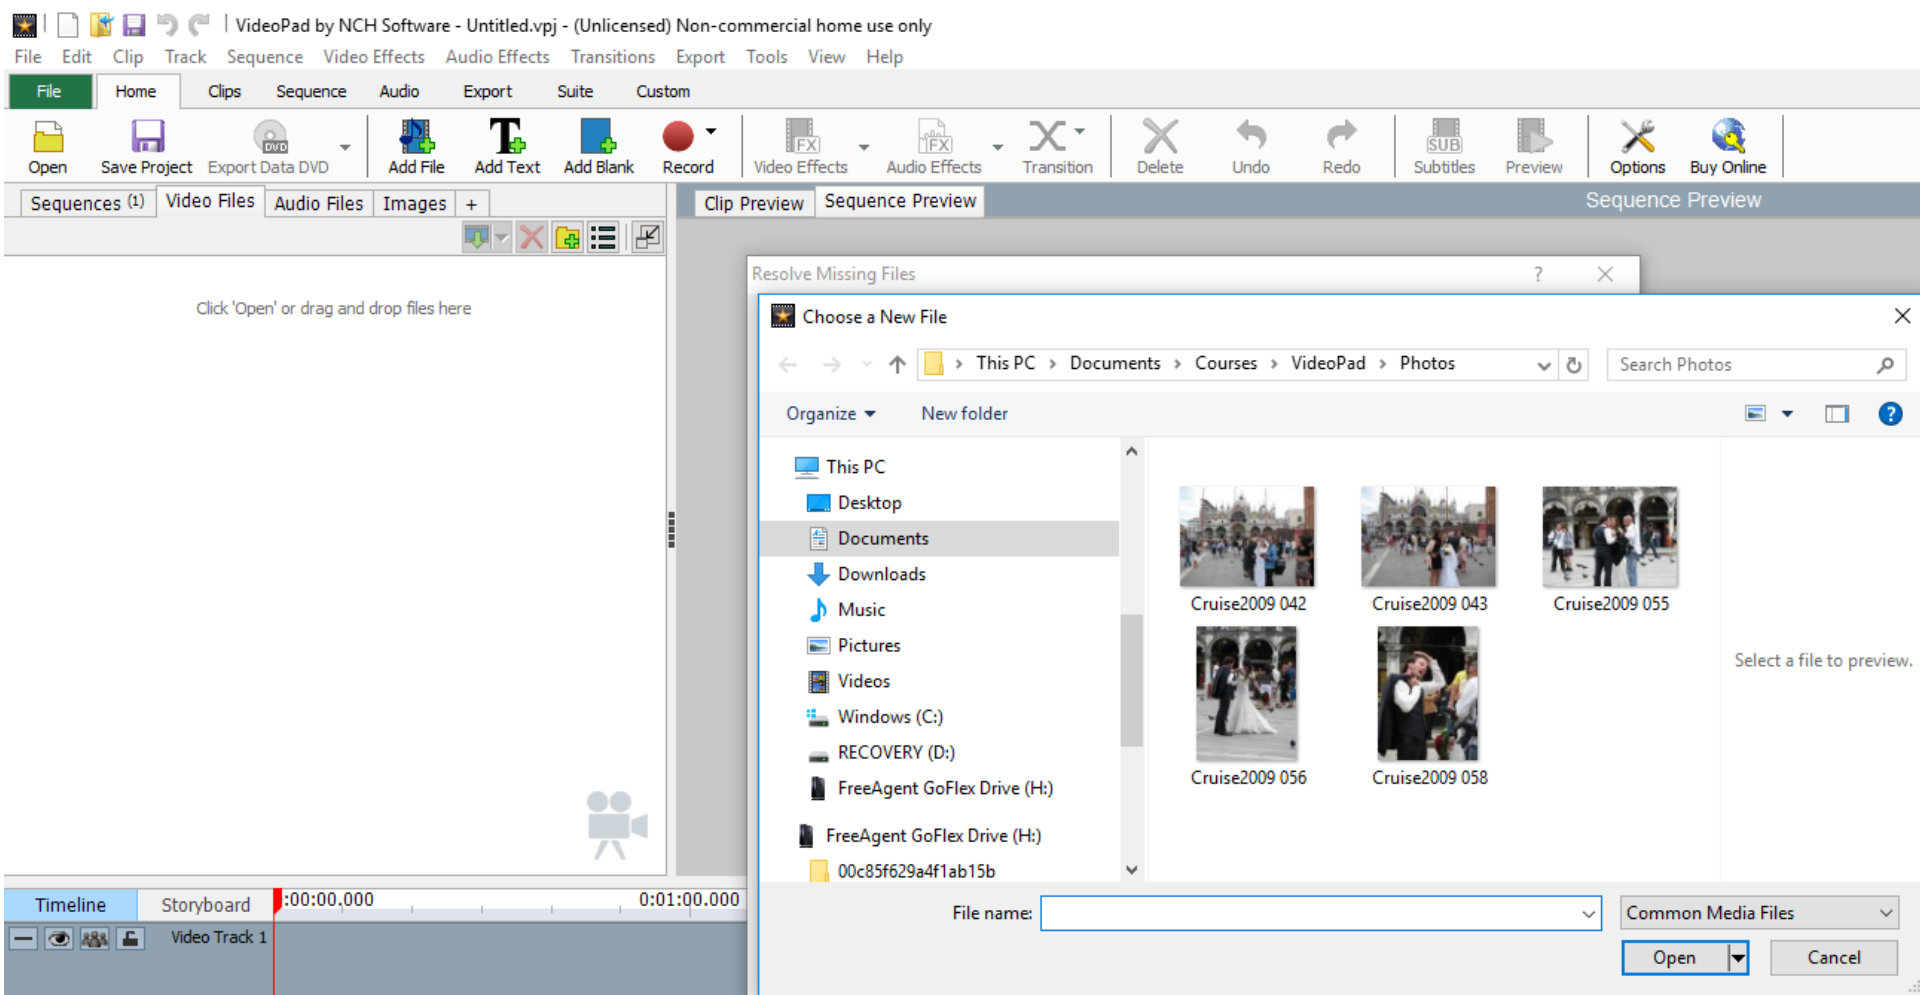 VideoPad by NCH Software - Untitled.vpj - (Unlicensed) Non-commercial home use only
File Edit Clip Track Sequence Video Effects Audio Effects Transitions Export Tools View Help
File Home Clips Sequence Audio Export Suite Custom
DVD FX FX SUB
Open Save Project Export Data DVD Add File Add Text Add Blank Record Video Effects Audio Effects Transition Delete Undo Redo Subtitles Preview Options Buy Online
Sequences (1) Video Files Audio Files Images +
Clip Preview Sequence Preview Sequence Preview
Click 'Open' or drag and drop files here
Resolve Missing Files ?
Choose a New File
> This PC > Documents > Courses > VideoPad > Photos
Search Photos
Organize New folder ?
This PC
Desktop
Documents
Downloads
Music
Pictures
Videos
Windows (C:)
RECOVERY (D:)
FreeAgent GoFlex Drive (H:)
FreeAgent GoFlex Drive (H:)
00c85f629a4f1ab15b
Cruise2009 042 Cruise2009 043 Cruise2009 055
Cruise2009 056 Cruise2009 058
Select a file to preview.
File name: Common Media Files
Open Cancel
Timeline Storyboard :00:00.000 0:01:00.000
Video Track 1